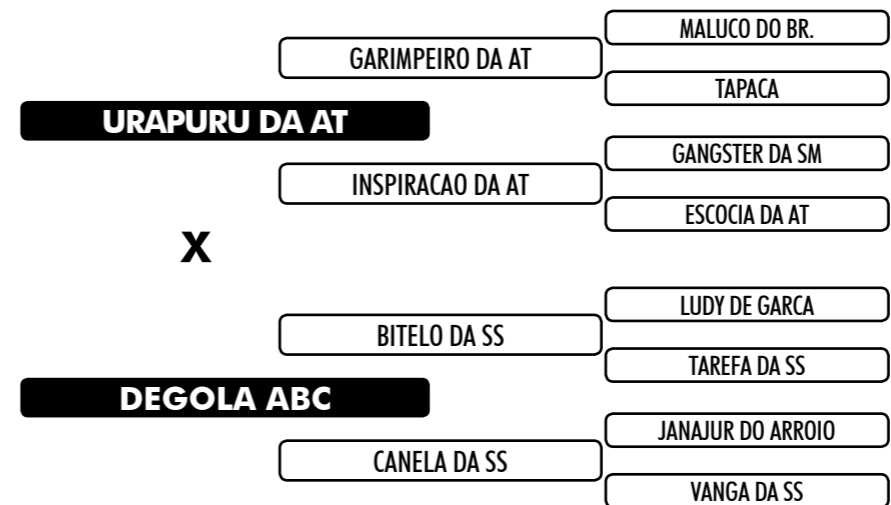 MALUCO DO BR.
GARIMPEIRO DA AT
TAPACA
URAPURU DA AT
GANGSTER DA SM
INSPIRACAO DA AT
ESCOCIA DA AT
X
LUDY DE GARCA
BITELO DA SS
TAREFA DA SS
DEGOLA ABC
JANAJUR DO ARROIO
CANELA DA SS
VANGA DA SS